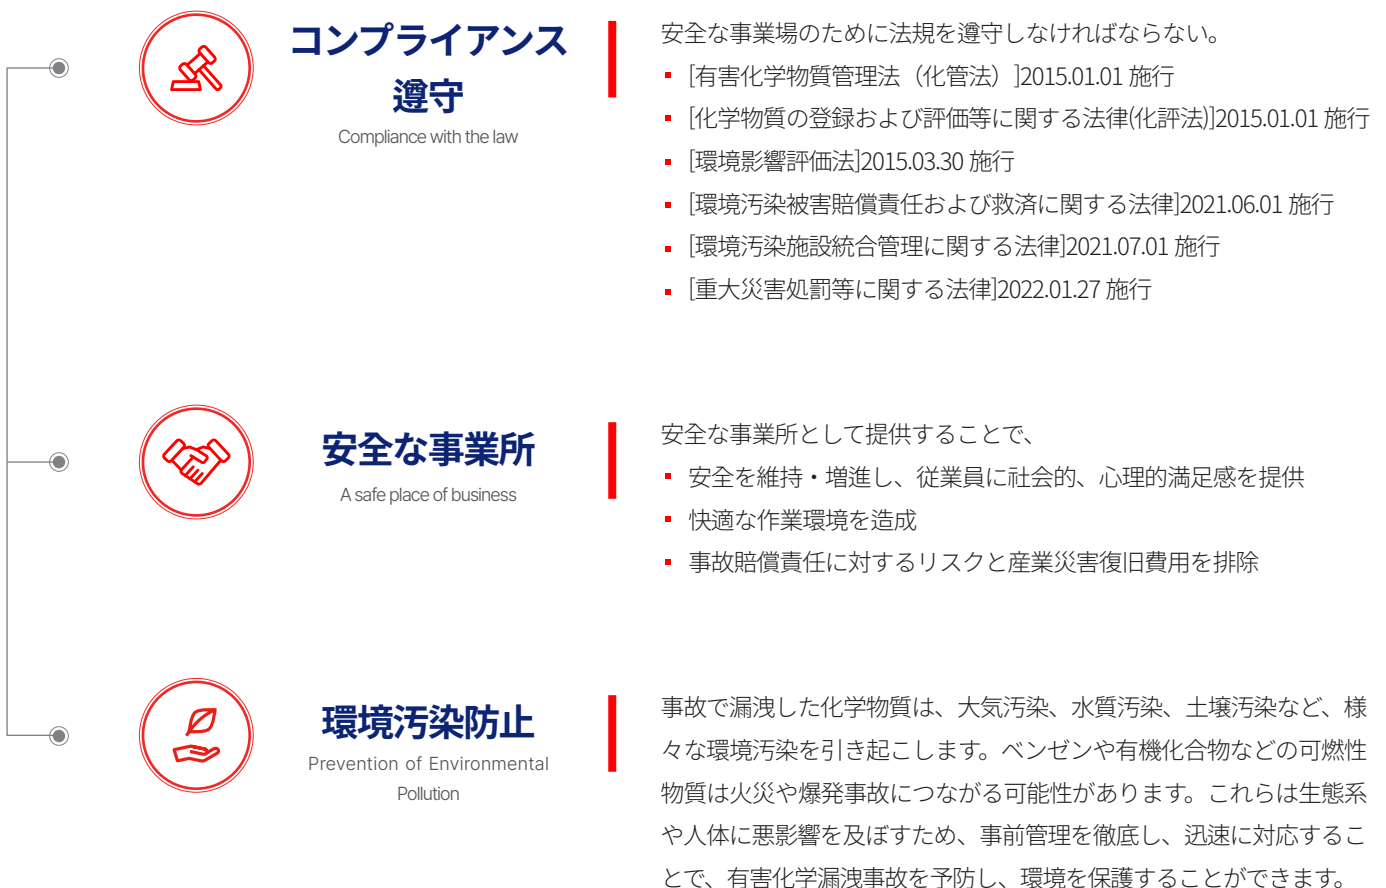 コンプライアンス
遵守
Compliance with the law
安全な事業場のために法規を遵守しなければならない。
[有害化学物質管理法（化管法）]2015.01.01 施行
[化学物質の登録および評価等に関する法律(化評法)]2015.01.01 施行
[環境影響評価法]2015.03.30 施行
[環境汚染被害賠償責任および救済に関する法律]2021.06.01 施行
[環境汚染施設統合管理に関する法律]2021.07.01 施行
[重大災害処罰等に関する法律]2022.01.27 施行
安全な事業所
A safe place of business
安全な事業所として提供することで、
安全を維持・増進し、従業員に社会的、心理的満足感を提供
快適な作業環境を造成
事故賠償責任に対するリスクと産業災害復旧費用を排除
環境汚染防止
Prevention of Environmental
Pollution
事故で漏洩した化学物質は、大気汚染、水質汚染、土壌汚染など、様
々な環境汚染を引き起こします。ベンゼンや有機化合物などの可燃性
物質は火災や爆発事故につながる可能性があります。これらは生態系
や人体に悪影響を及ぼすため、事前管理を徹底し、迅速に対応するこ
とで、有害化学漏洩事故を予防し、環境を保護することができます。